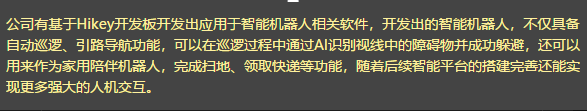 公司有基于Hikey开发板开发出应用于智能机器人相关软件，开发出的智能机器人，不仅具备
自动巡逻、引路导航功能，可以在巡逻过程中通过AI识别视线中的障碍物并成功躲避，还可以
用来作为家用陪伴机器人，完成扫地、领取快递等功能，随着后续智能平台的搭建完善还能实
现更多强大的人机交互。